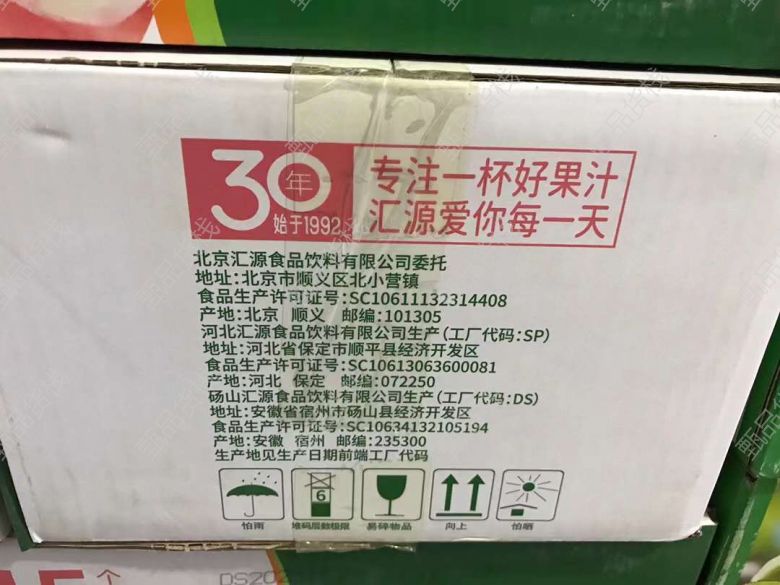 30年
始于1992
专注一杯好果汁
汇源爱你每一天
北京汇源食品饮料有限公司委托
地址:北京市顺义区北小营镇
食品生产许可证号:SC10611132314408
产地:北京 顺义 邮编:101305
河北汇源食品饮料有限公司生产(工厂代码:SP)
地址:河北省保定市顺平县经济开发区
食品生产许可证号:SC10613063600081
产地:河北 保定 邮编:072250
砀山汇源食品饮料有限公司生产(工厂代码:DS)
地址:安徽省宿州市砀山县经济开发区
食品生产许可证号:SC10634132105194
产地:安徽 宿州 邮编:235300
生产地见生产日期前端工厂代码
6
怕雨 堆码层数极限 易碎物品 向上 怕晒
DS202